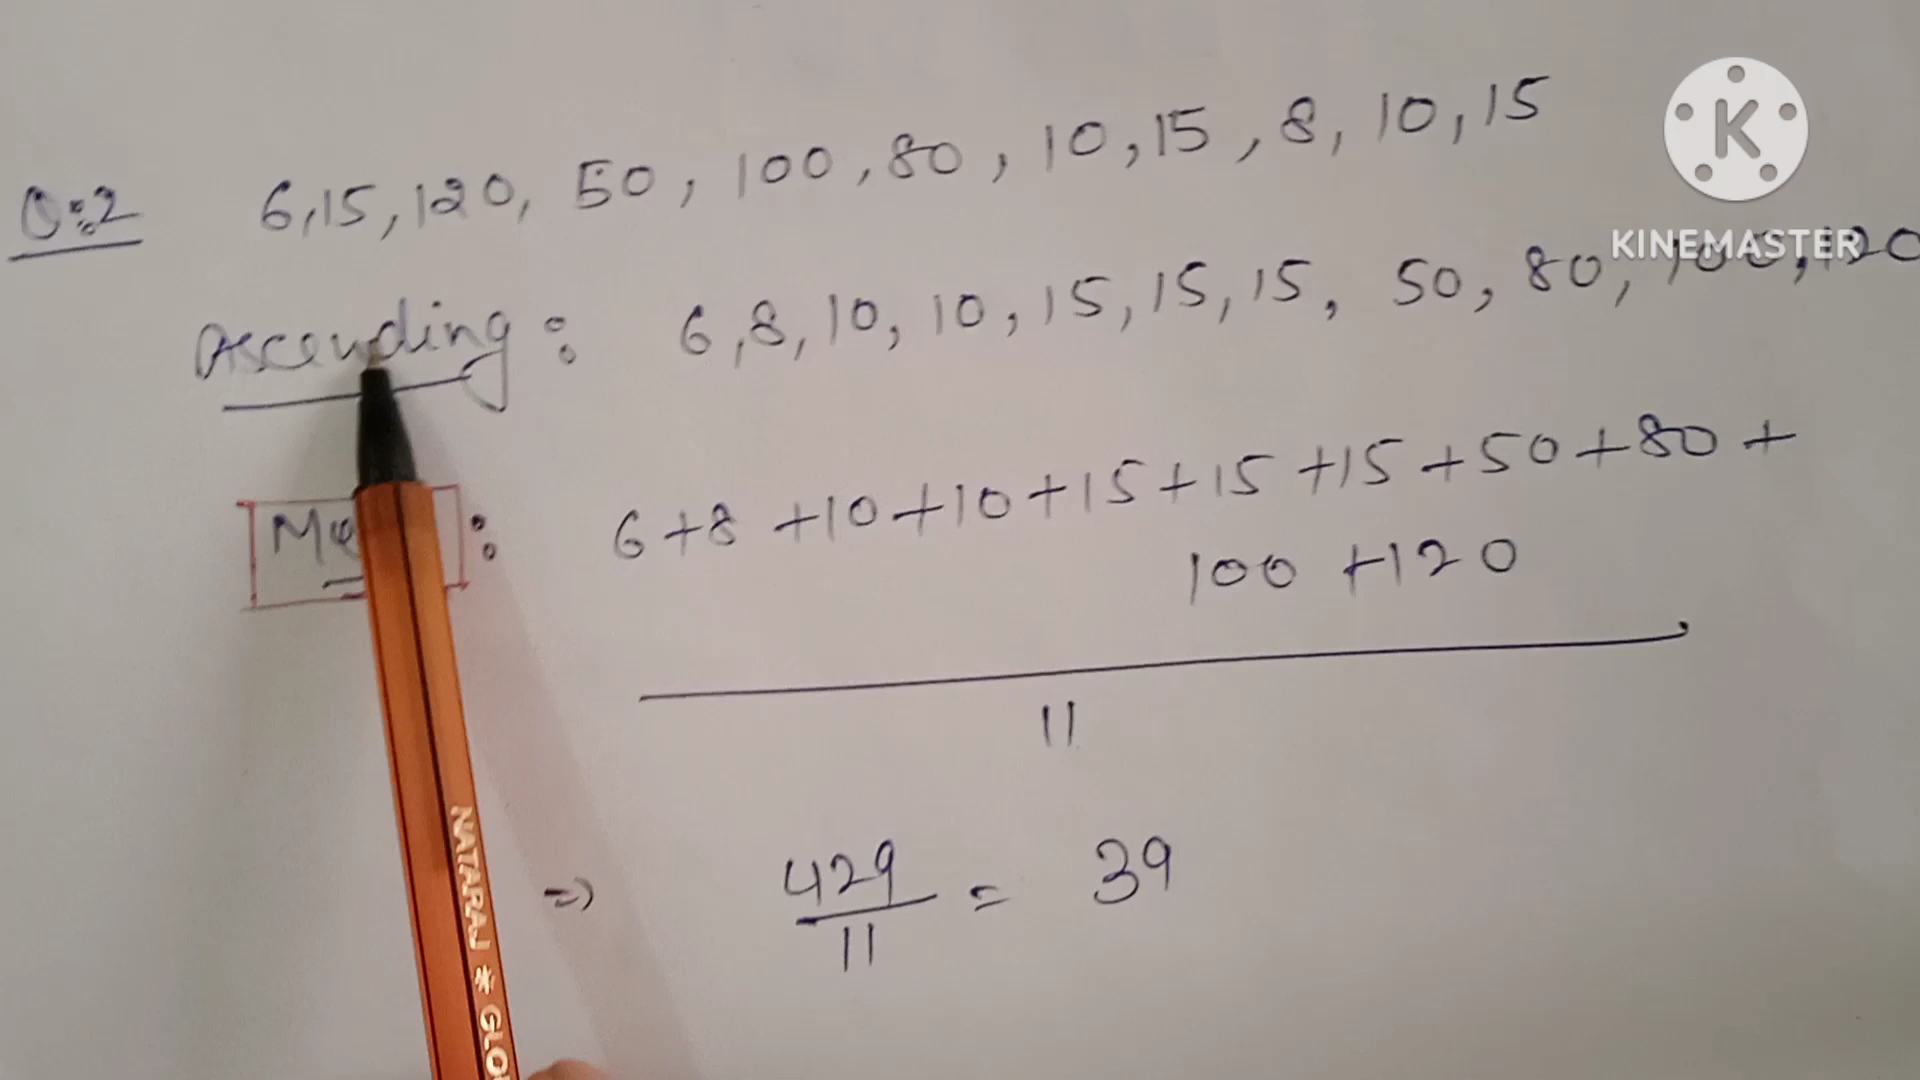 Q:2 6,15,120, 50, 100,80, 10,15,8,10,15
Ascending: 6,8,10,10,15,15,15, 50, 80, 100,120
: 6+8+10+10+15+15+15+50+80+
100+120
11
=) 429/11 = 39
NATARAJ
K
KINEMASTER